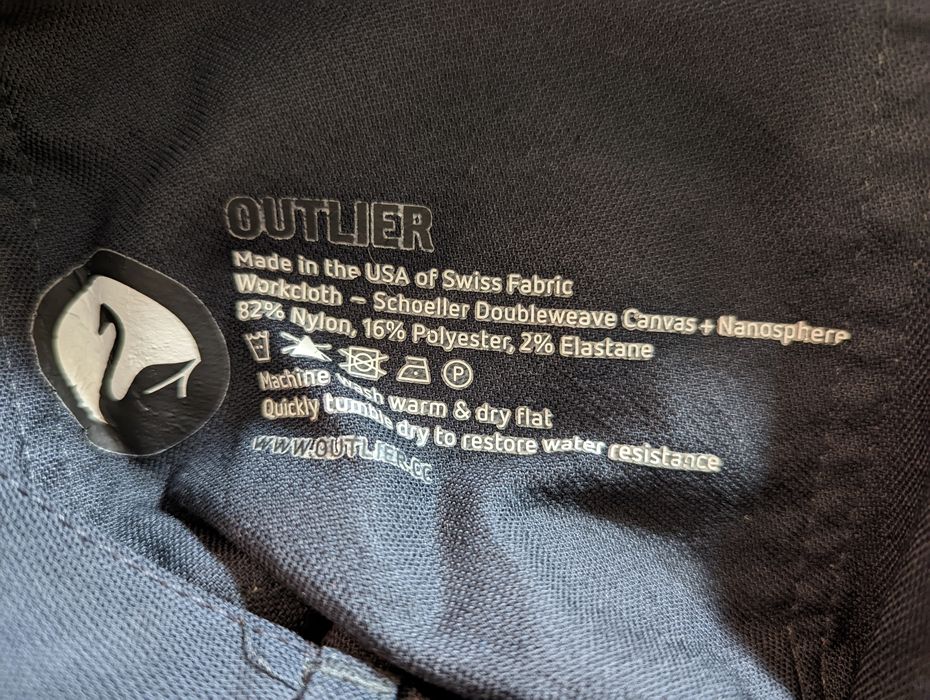 OUTLIER
Made in the USA of Swiss Fabric
Workcloth – Schoeller Doubleweave Canvas + Nanosphere
82% Nylon, 16% Polyester, 2% Elastane
P
Machine wash warm & dry flat
Quickly tumble dry to restore water resistance
www.OUTLIER.cc